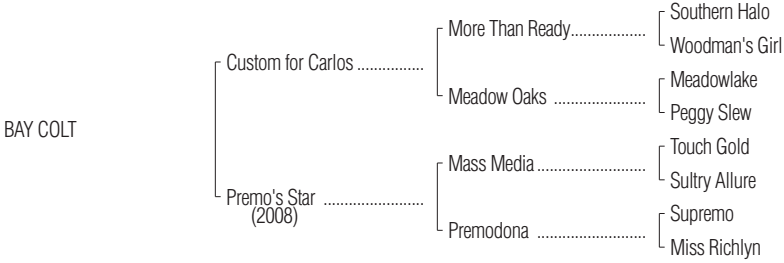 Southern Halo
More Than Ready....................
Woodman's Girl
Custom for Carlos ................
Meadowlake
Meadow Oaks ......................
Peggy Slew
BAY COLT
Touch Gold
Mass Media..........................
Sultry Allure
Premo's Star ........................
(2008)
Supremo
Premodona ..........................
Miss Richlyn